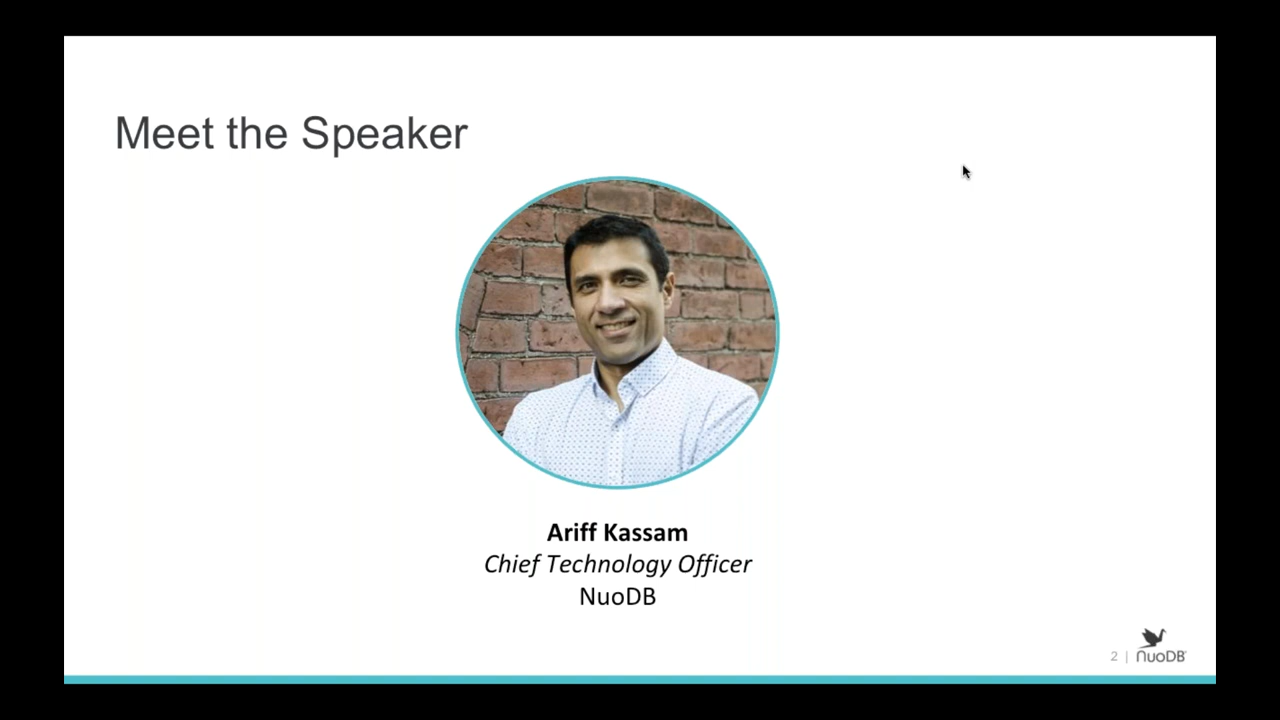 Meet the Speaker
Ariff Kassam
Chief Technology Officer
NuoDB
2 | NuoDB